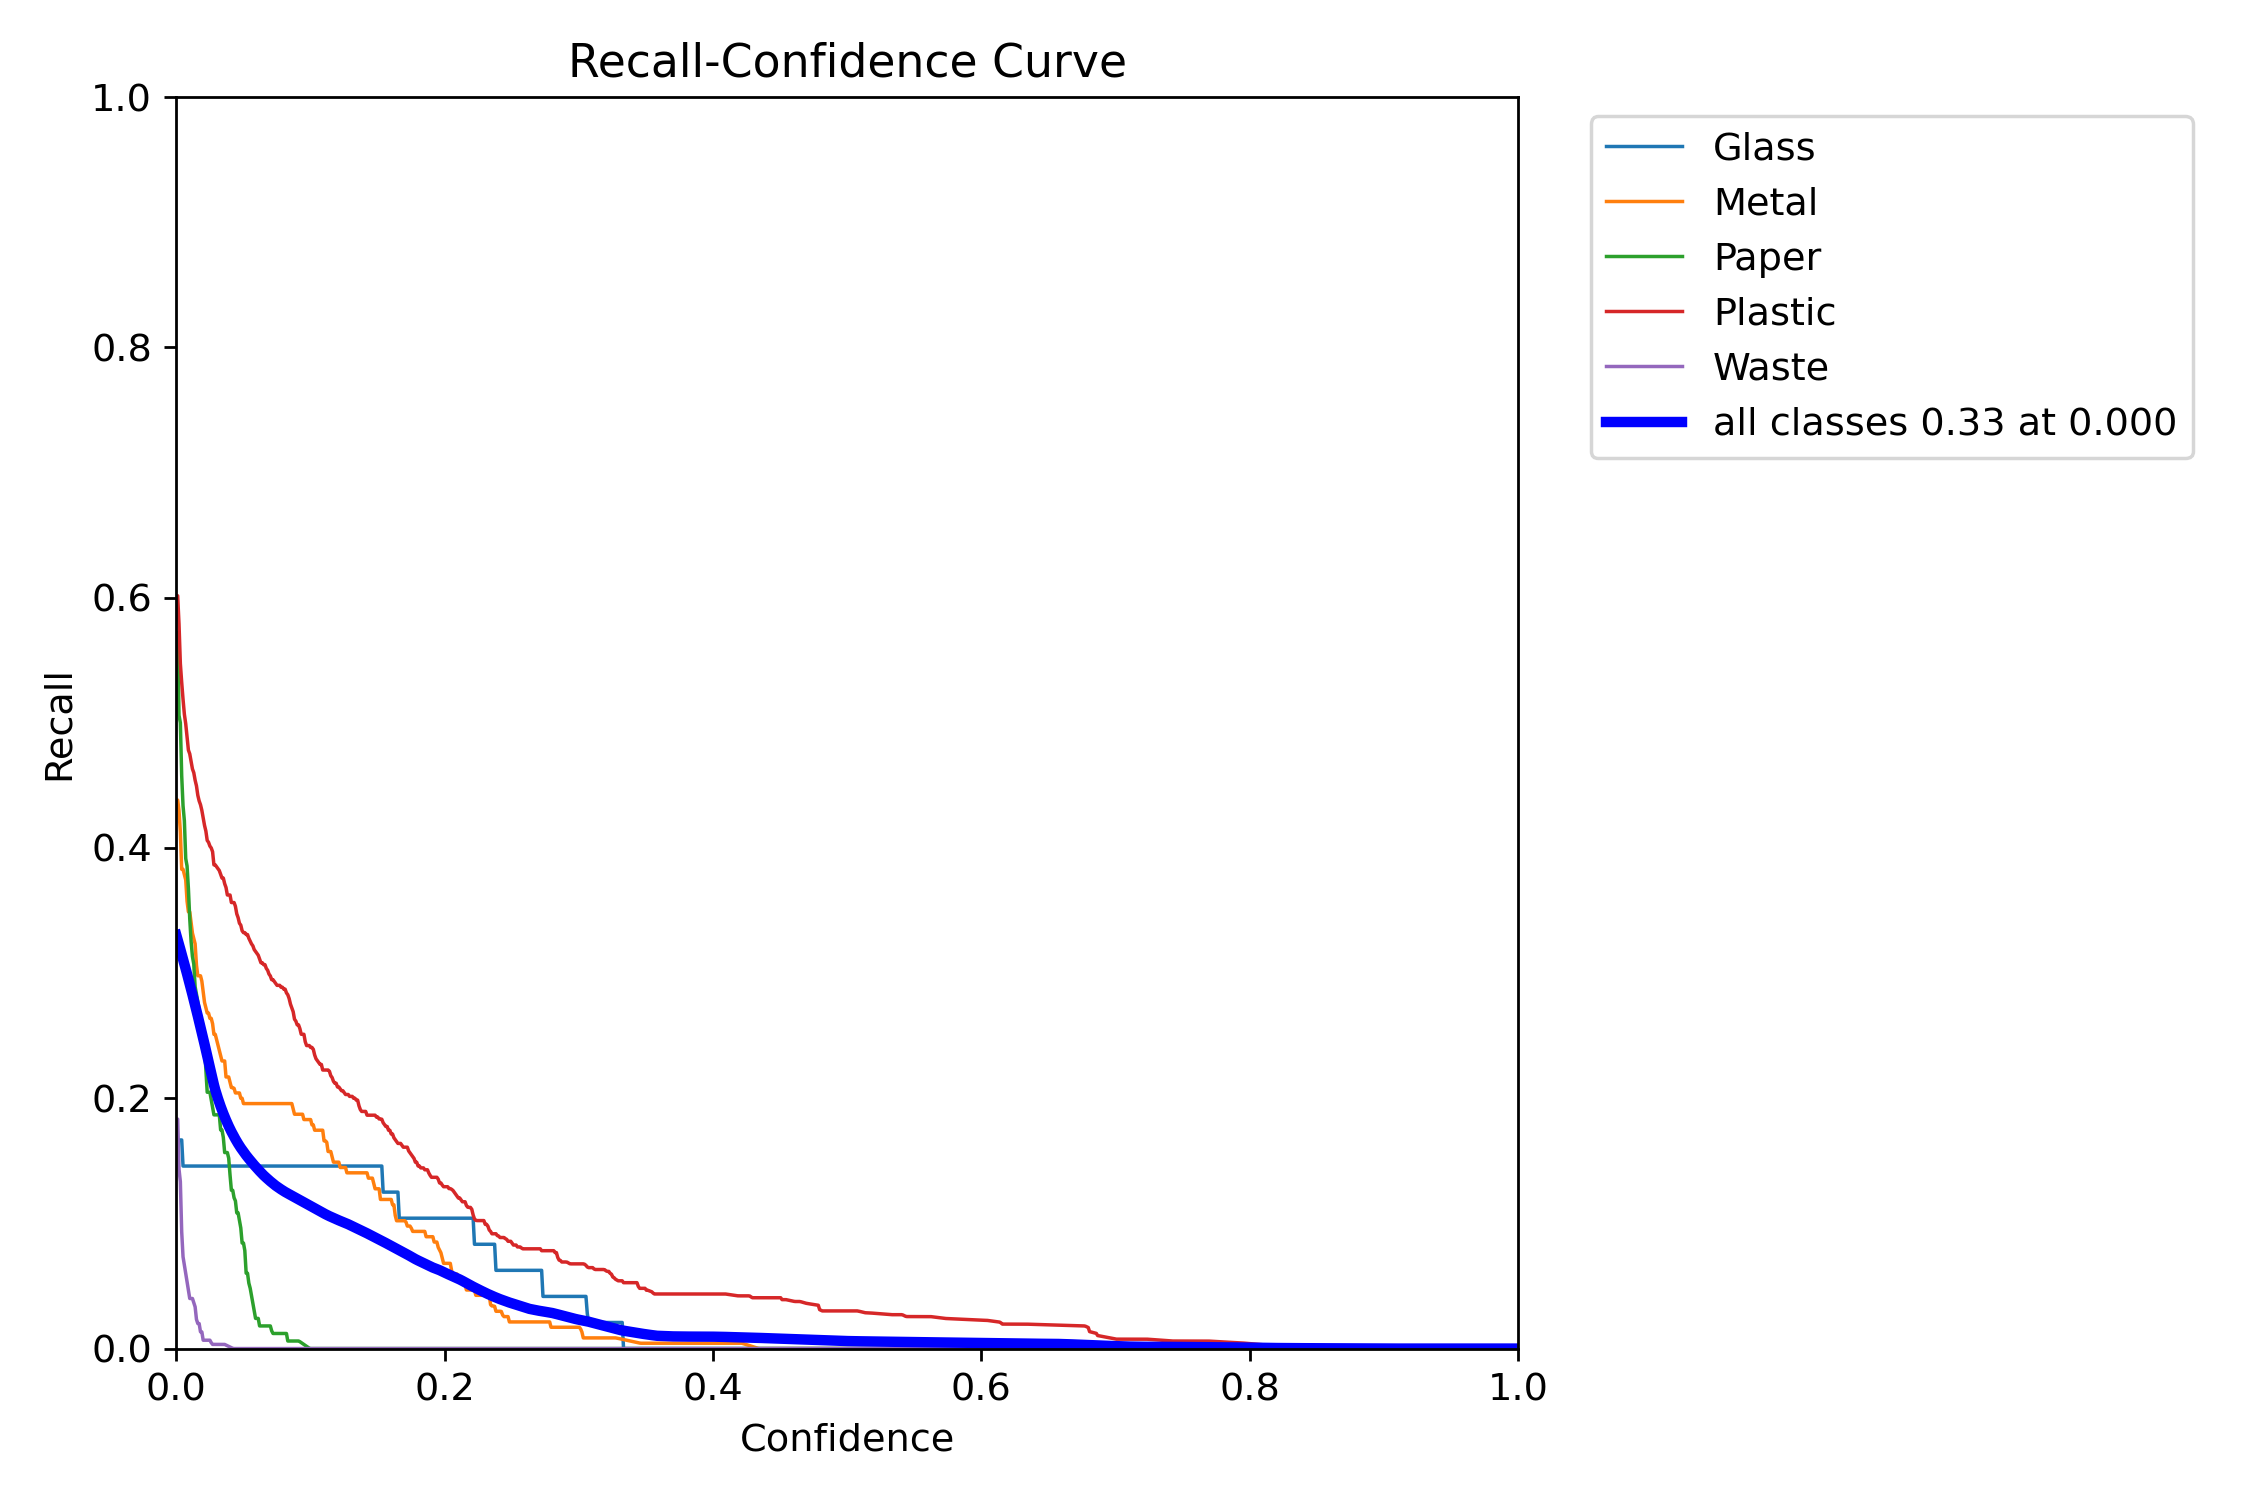 Recall-Confidence Curve
1.0
0.8
0.6
0.4
0.2
0.0
Recall
0.0 0.2 0.4 0.6 0.8 1.0
Confidence
Glass
Metal
Paper
Plastic
Waste
all classes 0.33 at 0.000